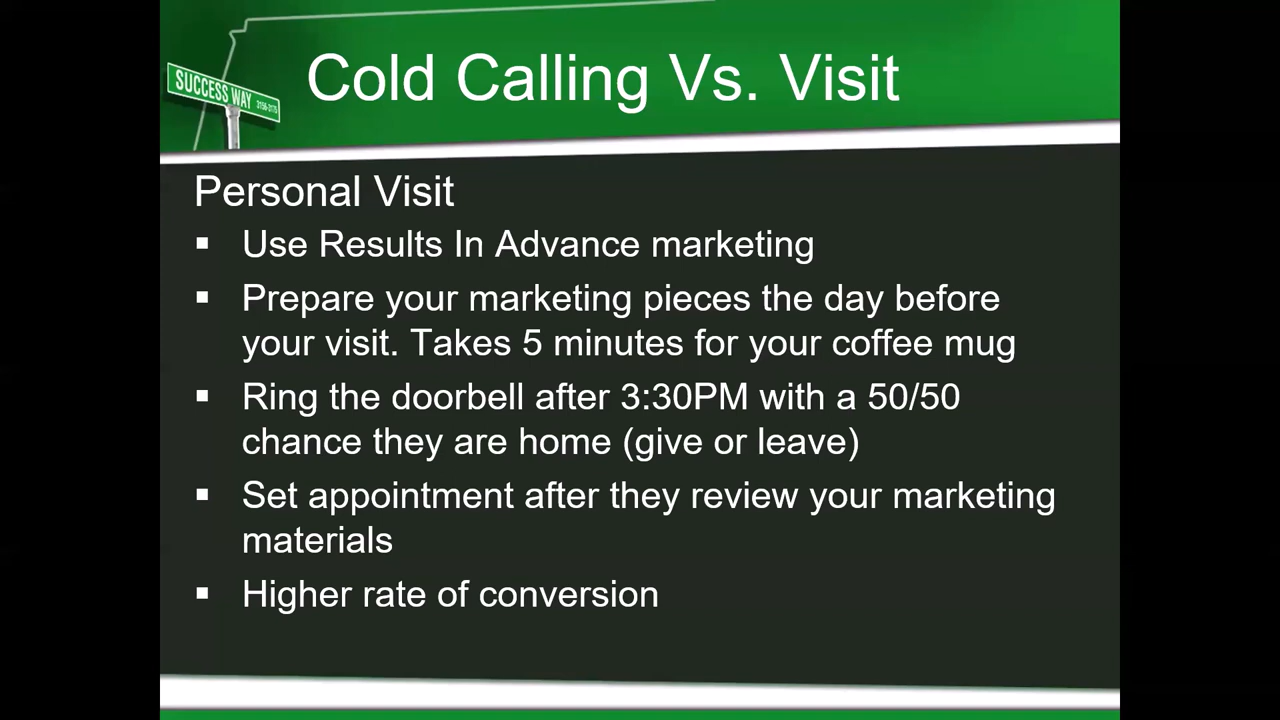 Cold Calling Vs. Visit
SUCCESS WAY
Personal Visit
▪ Use Results In Advance marketing
▪ Prepare your marketing pieces the day before
your visit. Takes 5 minutes for your coffee mug
▪ Ring the doorbell after 3:30PM with a 50/50
chance they are home (give or leave)
▪ Set appointment after they review your marketing
materials
▪ Higher rate of conversion